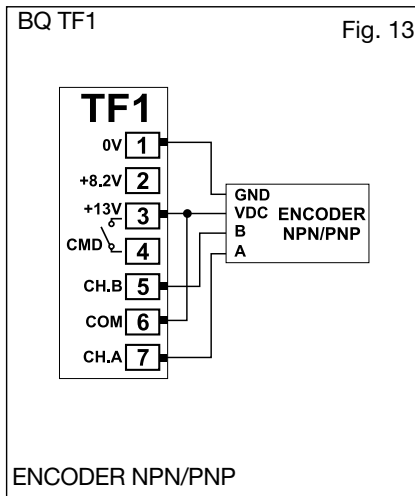 BQ TF1
Fig. 13
TF1
0V 1
+8.2V 2
+13V 3
CMD 4
CH.B 5
COM 6
CH.A 7
GND
VDC
B
A
ENCODER
NPN/PNP
ENCODER NPN/PNP